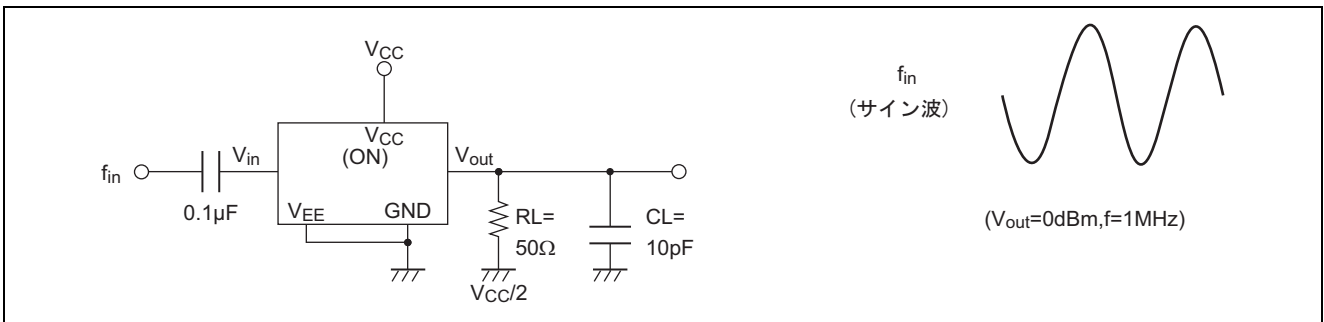 VCC
VCC
(ON)
fin
Vin
Vout
0.1μF
VEE
GND
RL=
50Ω
CL=
10pF
VCC/2
fin
(サイン波)
(Vout=0dBm,f=1MHz)